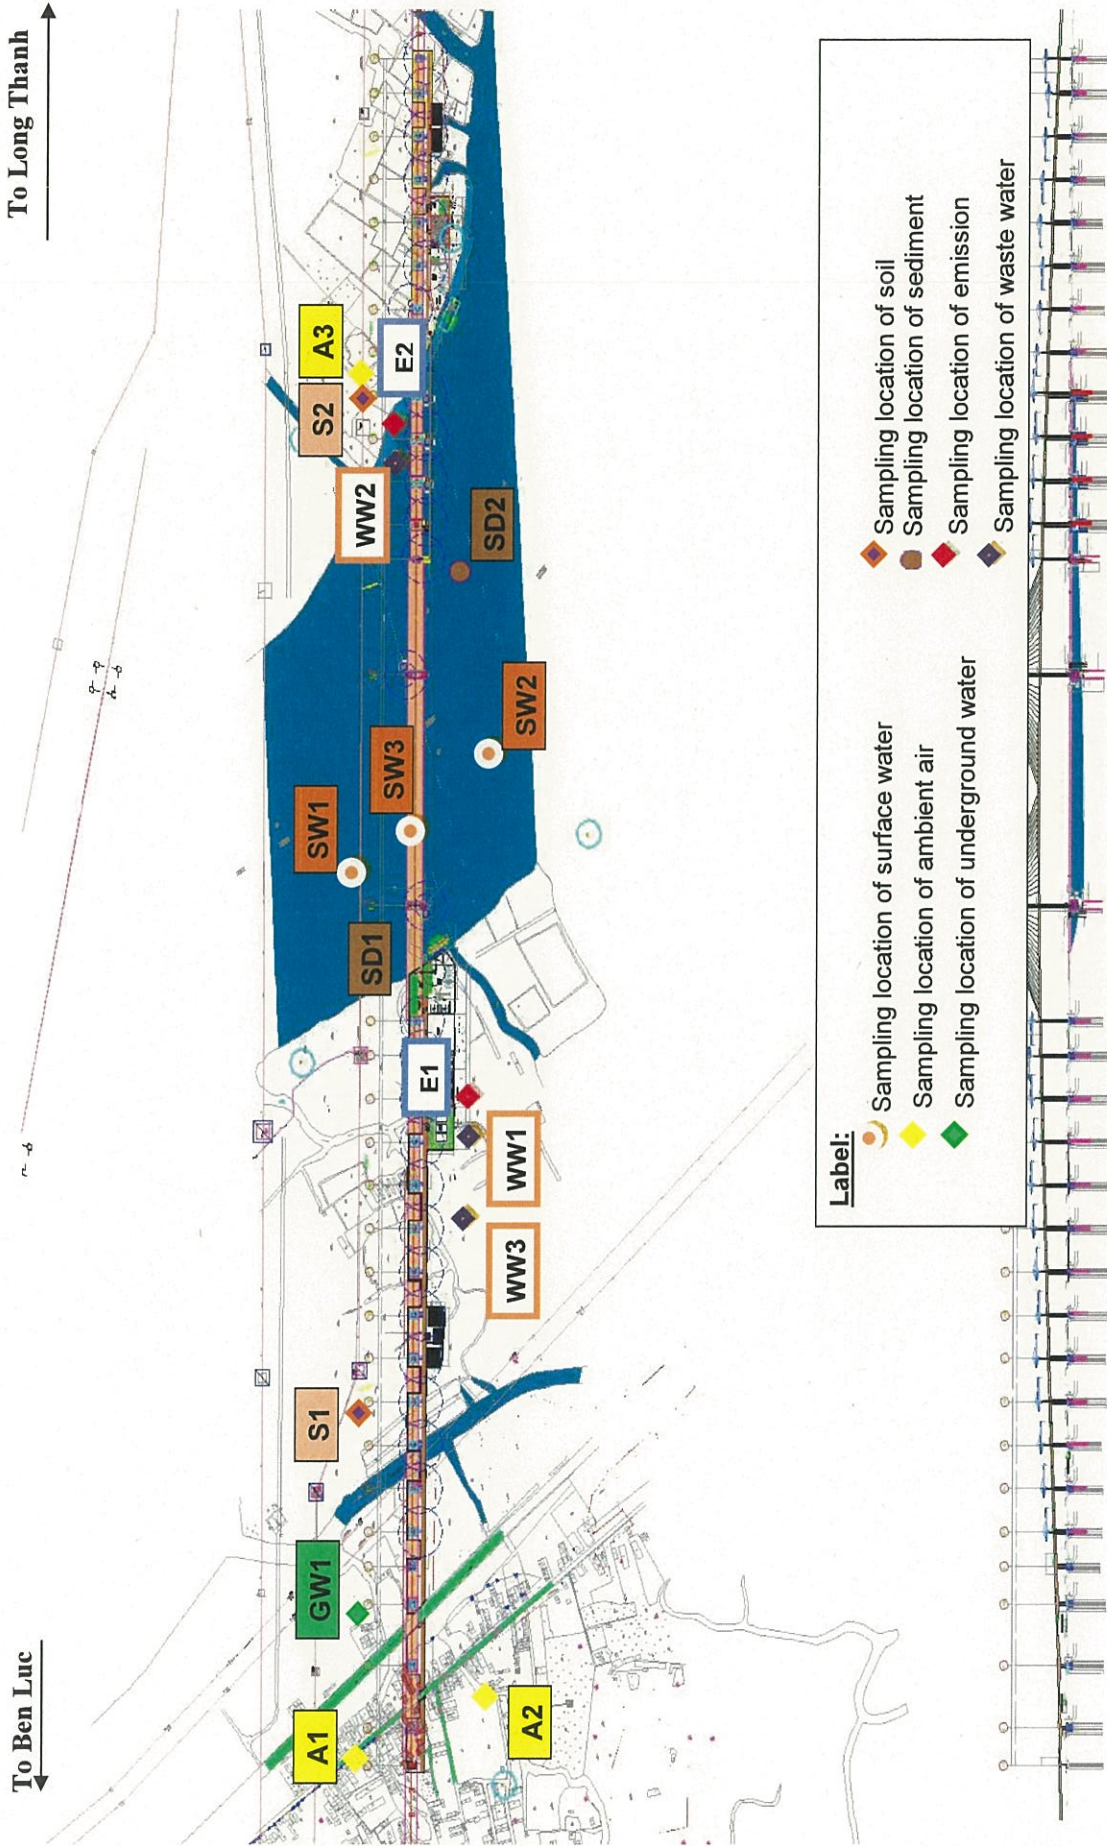 To Ben Luc
To Long Thanh
A1
GW1
S1
SW1
S2
A3
SD1
SW3
WW2
E2
E1
A2
WW3
WW1
SW2
SD2
Label:
Sampling location of surface water
Sampling location of ambient air
Sampling location of underground water
Sampling location of soil
Sampling location of sediment
Sampling location of emission
Sampling location of waste water